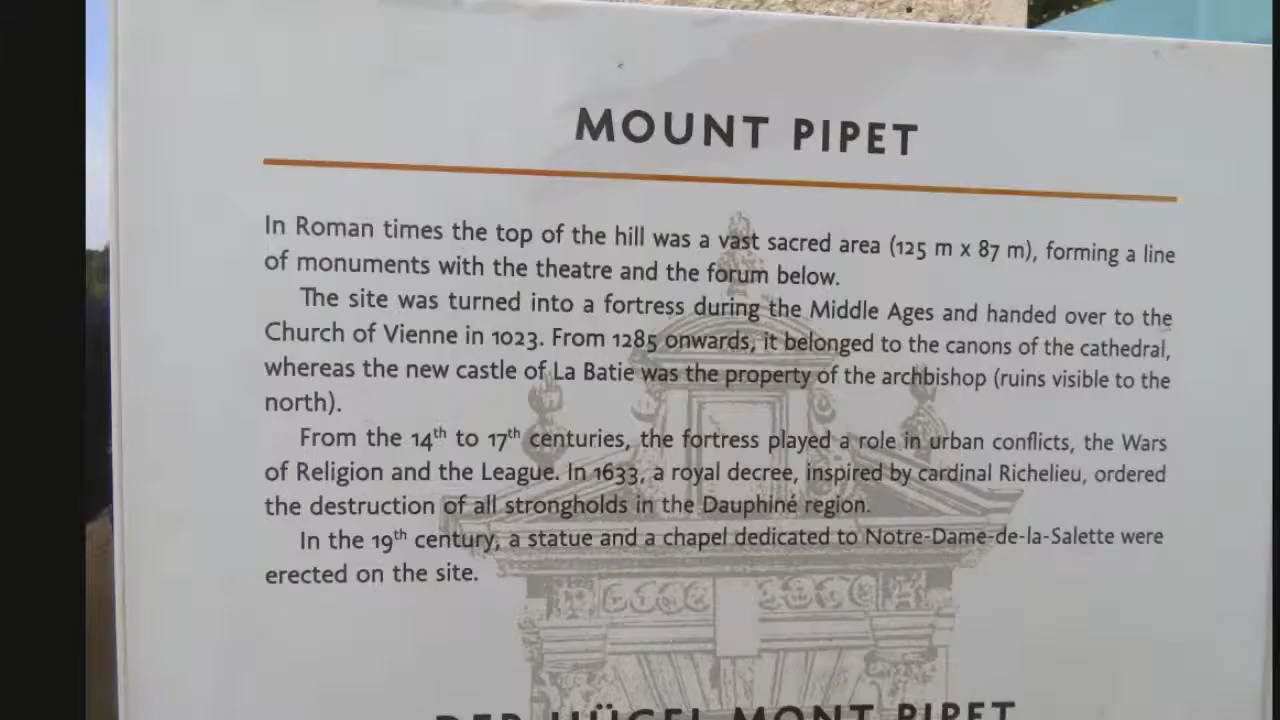 MOUNT PIPET
In Roman times the top of the hill was a vast sacred area (125 m x 87 m), forming a line
of monuments with the theatre and the forum below.
The site was turned into a fortress during the Middle Ages and handed over to the
Church of Vienne in 1023. From 1285 onwards, it belonged to the canons of the cathedral,
whereas the new castle of La Batie was the property of the archbishop (ruins visible to the
north).
From the 14th to 17th centuries, the fortress played a role in urban conflicts, the Wars
of Religion and the League. In 1633, a royal decree, inspired by cardinal Richelieu, ordered
the destruction of all strongholds in the Dauphiné region.
In the 19th century, a statue and a chapel dedicated to Notre-Dame-de-la-Salette were
erected on the site.
DER HÜGEL MONT PIPET